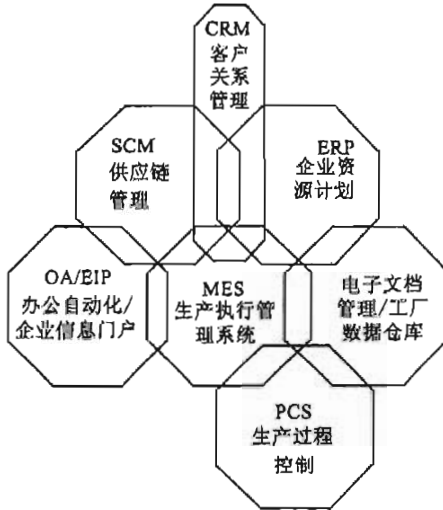 CRM
客户
关系
管理
SCM
供应链
管理
ERP
企业资
源计划
OA/EIP
办公自动化/
企业信息门户
MES
生产执行管
理系统
电子文档
管理/工厂
数据仓库
PCS
生产过程
控制